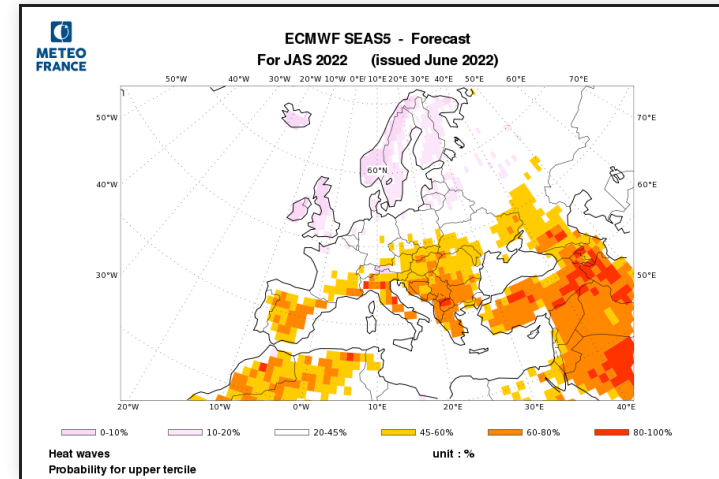 METEO
FRANCE
ECMWF SEAS5 - Forecast
For JAS 2022 (issued June 2022)
50°W 40°W 30°W 20°W 10°W 0°E 10°E 20°E 30°E 40°E 50°E 60°E 70°E
50°W 70°E
60°N
40°W 60°E
30°W 50°E
20°W 10°W 0°W 10°E 20°E 30°E 40°E
0-10% 10-20% 20-45% 45-60% 60-80% 80-100%
Heat waves unit : %
Probability for upper tercile